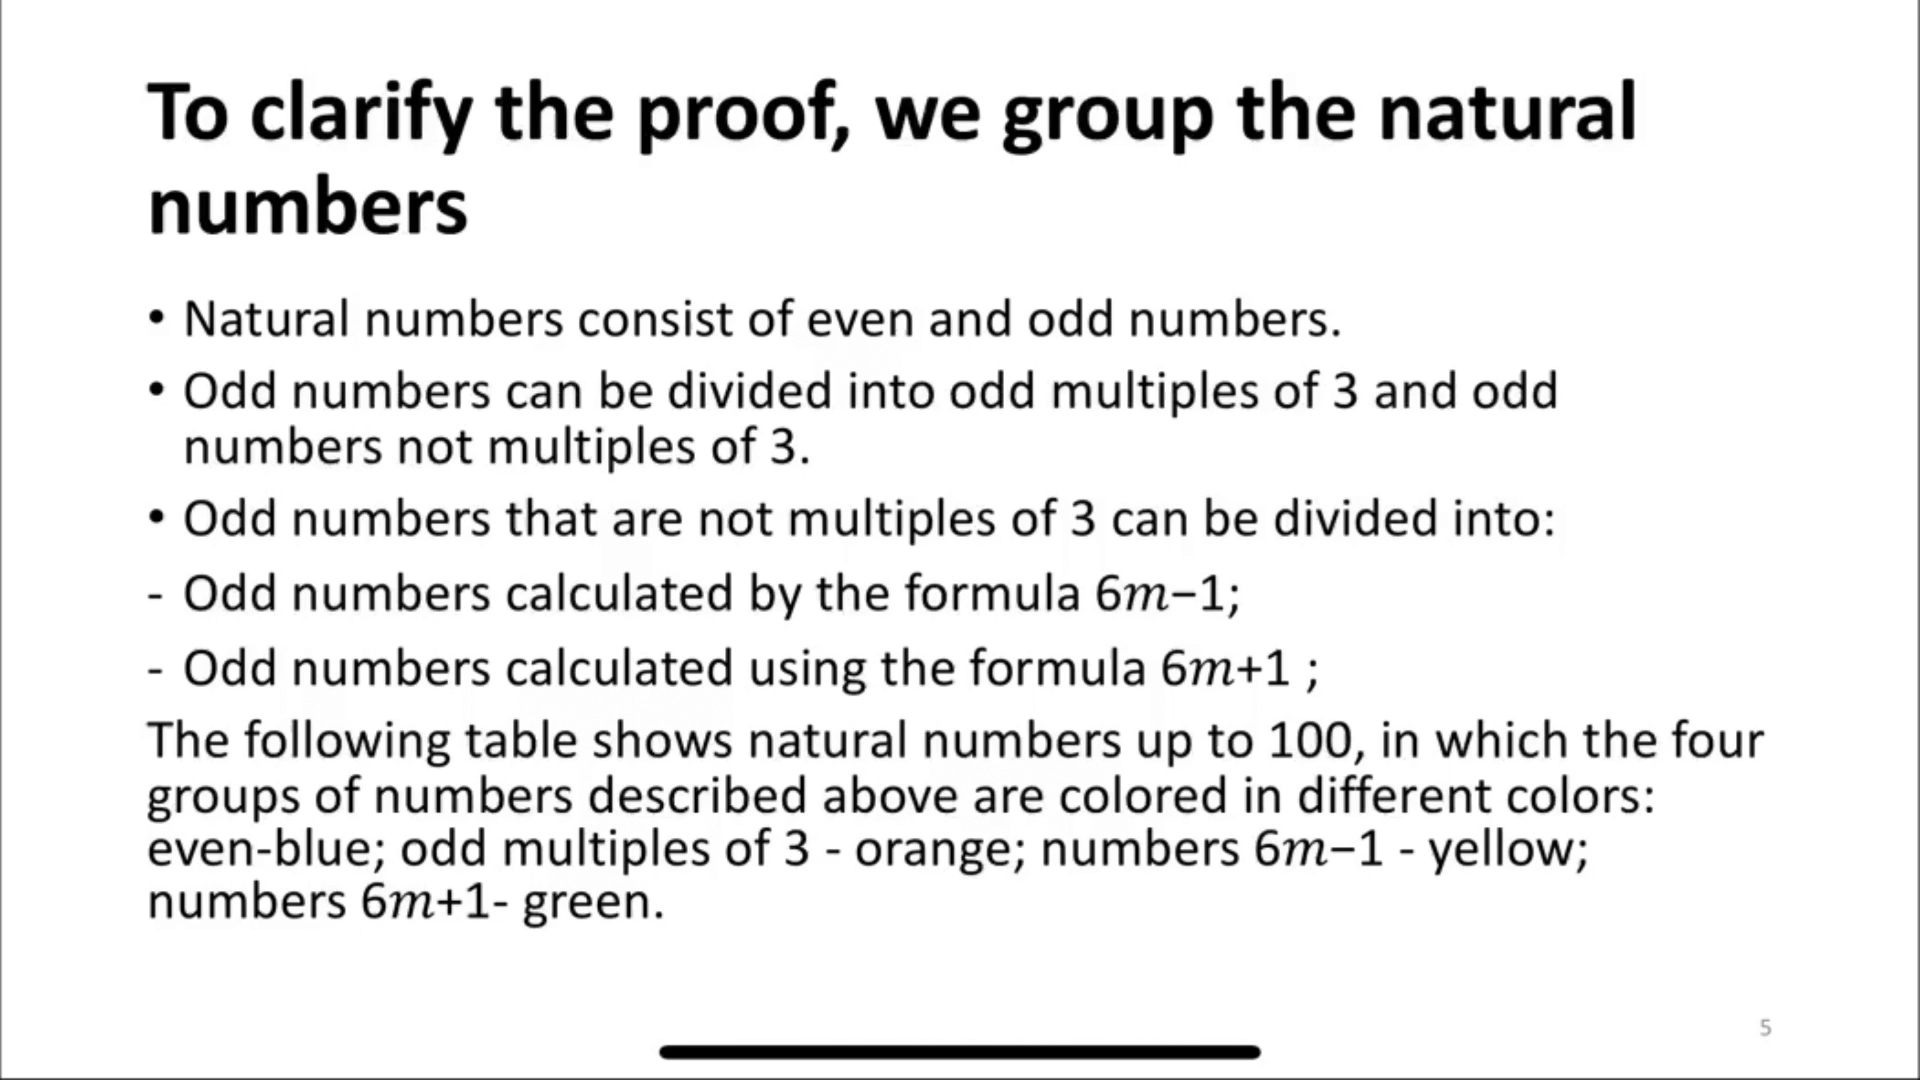 To clarify the proof, we group the natural
numbers
• Natural numbers consist of even and odd numbers.
• Odd numbers can be divided into odd multiples of 3 and odd
numbers not multiples of 3.
• Odd numbers that are not multiples of 3 can be divided into:
- Odd numbers calculated by the formula 6𝑚−1;
- Odd numbers calculated using the formula 6𝑚+1 ;
The following table shows natural numbers up to 100, in which the four
groups of numbers described above are colored in different colors:
even-blue; odd multiples of 3 - orange; numbers 6𝑚−1 - yellow;
numbers 6𝑚+1- green.
5